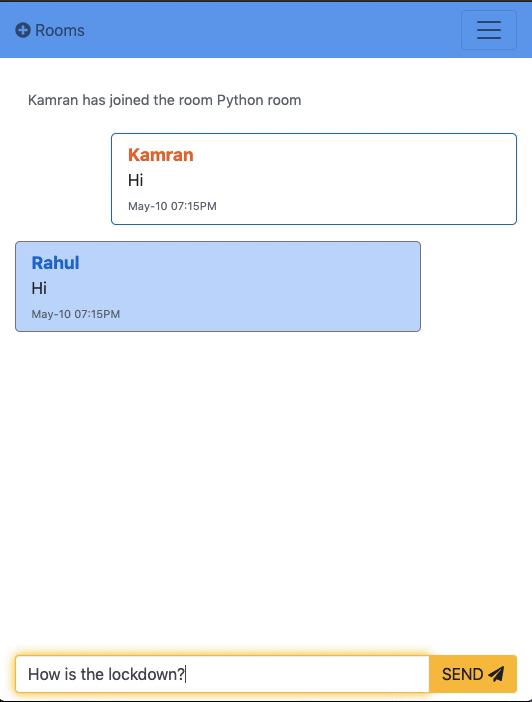 Rooms
Kamran has joined the room Python room
Kamran
Hi
May-10 07:15PM
Rahul
Hi
May-10 07:15PM
How is the lockdown?
SEND